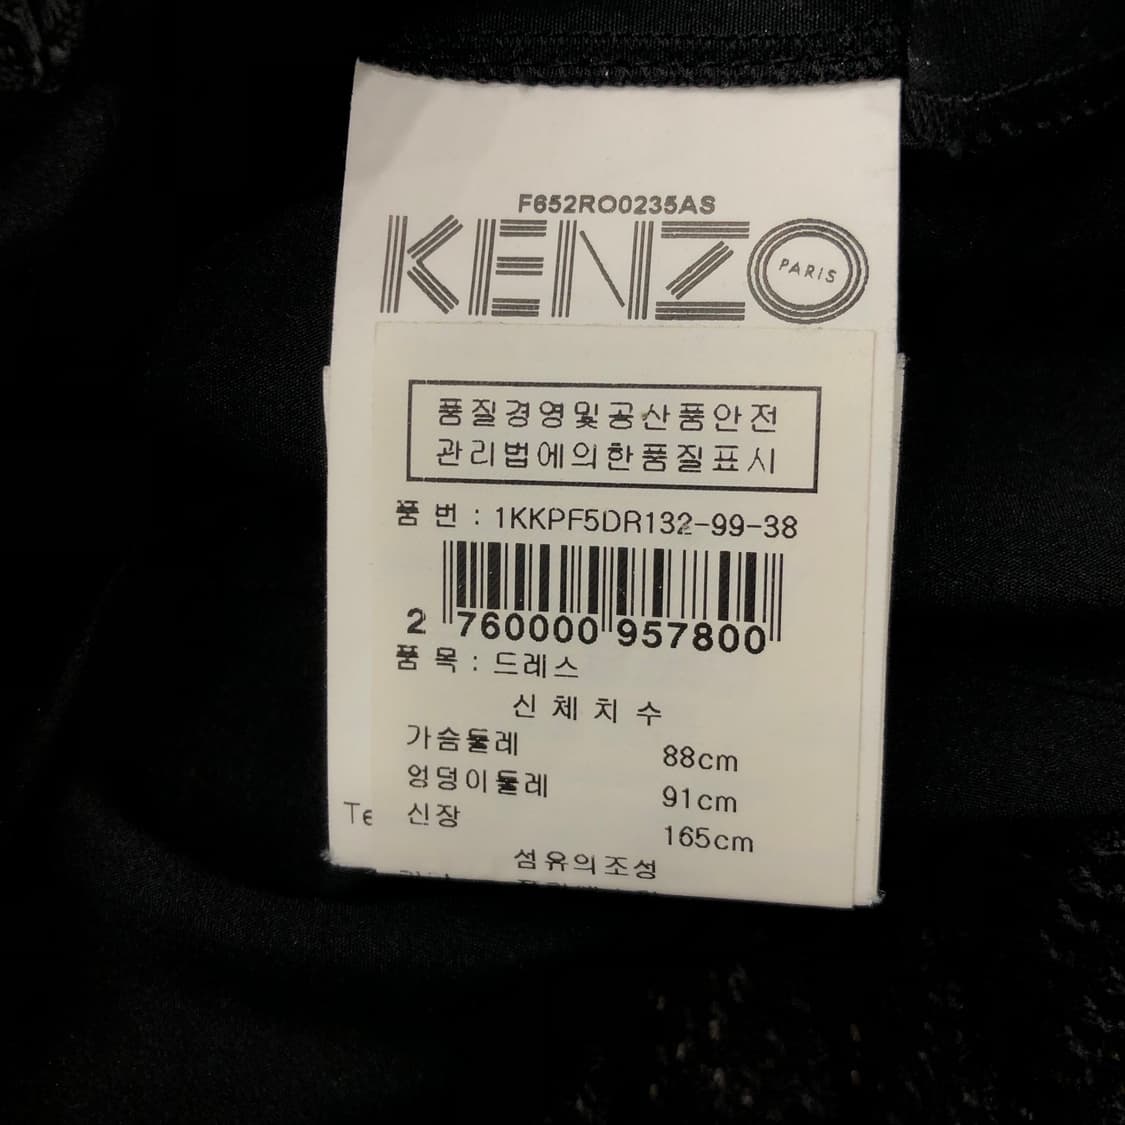 F652RO0235AS
KENZO
PARIS
품질경영및공산품안전
관리법에의한품질표시
품 번 : 1KKPF5DR132-99-38
2 760000 957800
품 목 : 드레스
신 체 치 수
가슴둘레 88cm
엉덩이둘레 91cm
신장 165cm
Te
섬유의조성